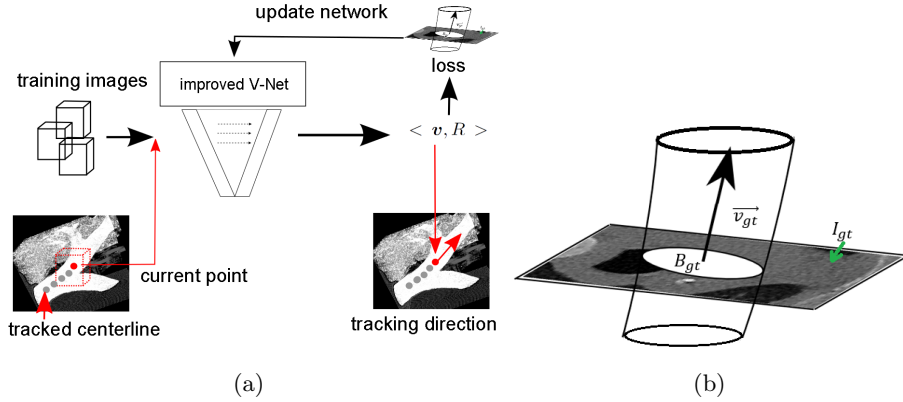 update network
training images
improved V-Net
loss
< v, R >
current point
tracked centerline
tracking direction
(a)
v_gt
I_gt
B_gt
(b)